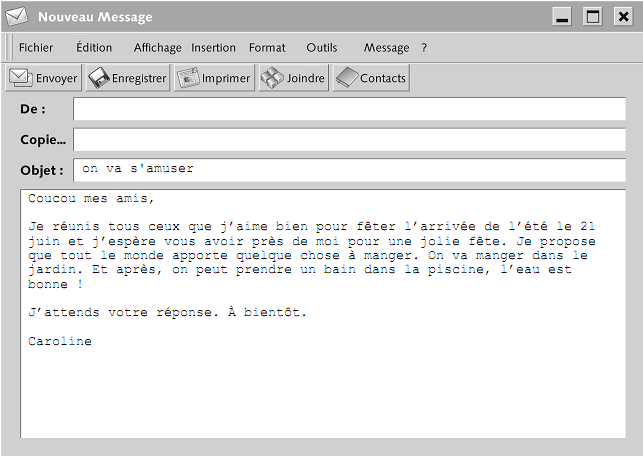 Nouveau Message
Fichier Édition Affichage Insertion Format Outils Message ?
Envoyer Enregistrer Imprimer Joindre Contacts
De :
Copie...
Objet : on va s'amuser
Coucou mes amis,
Je réunis tous ceux que j’aime bien pour fêter l’arrivée de l’été le 21
juin et j’espère vous avoir près de moi pour une jolie fête. Je propose
que tout le monde apporte quelque chose à manger. On va manger dans le
jardin. Et après, on peut prendre un bain dans la piscine, l’eau est
bonne !
J’attends votre réponse. À bientôt.
Caroline